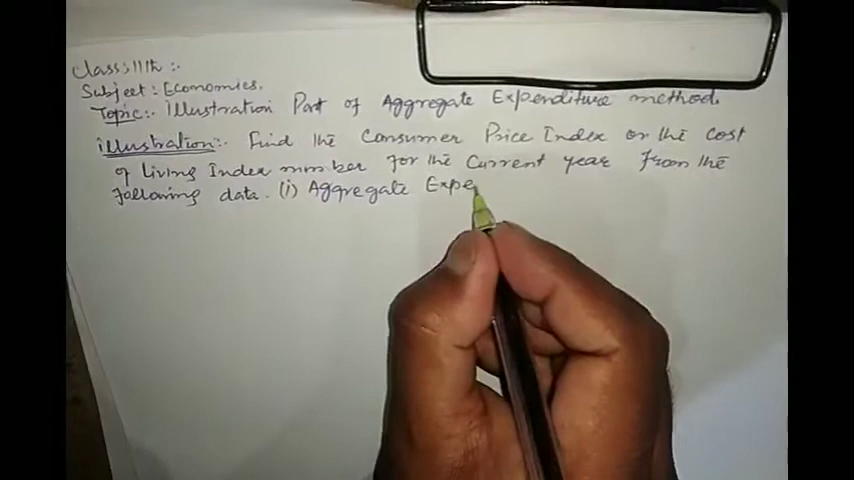 Class: 11th :-
Subject : Economics.
Topic:- Illustration Part of Aggregate Expenditure method.
illustration:- Find the Consumer Price Index or the cost
of living Index number for the Current year from the
following data. (i) Aggregate Expe